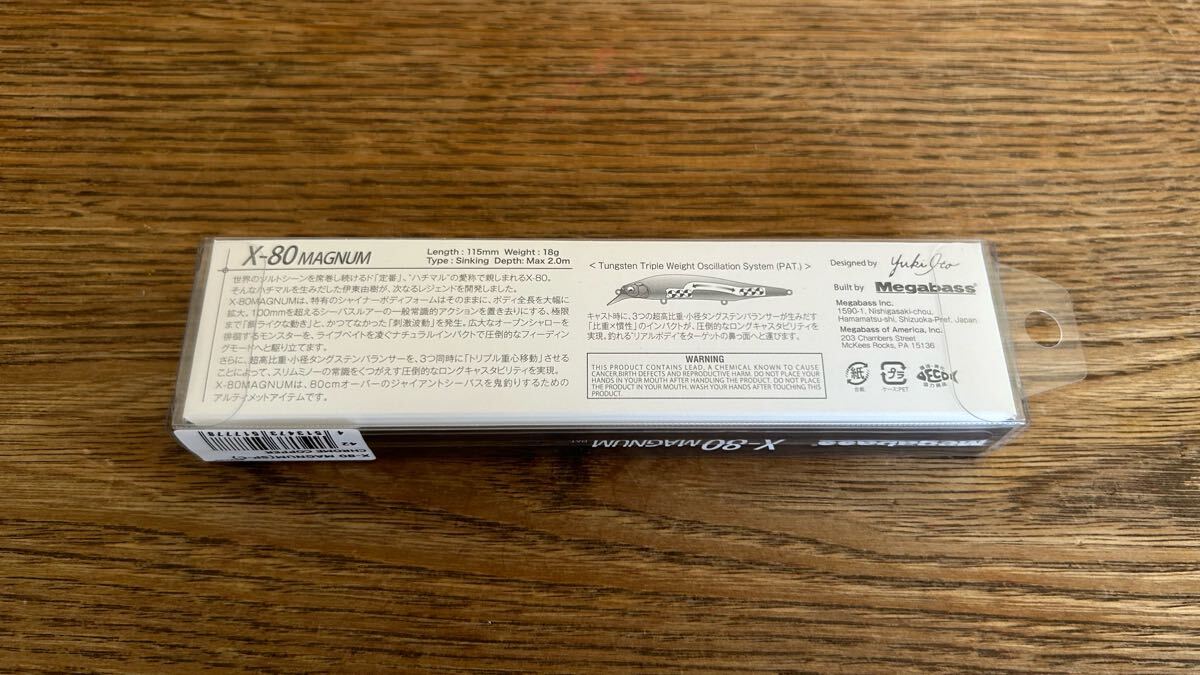 X-80 MAGNUM
Length : 115mm Weight : 18g
Type : Sinking Depth: Max 2.0m
世界のソルトシーンを席巻し続けるド「定番」、“ハチマル”の愛称で親しまれるX-80。
そんなハチマルを生みだした伊東由樹が、次なるレジェンドを開発しました。
X-80MAGNUMは、特有のシャイナーボディフォームはそのままに、ボディ全長を大幅に
拡大。100mmを超えるシーバスルアーの一般常識的アクションを置き去りにする、極限
まで「鰯ライクな動き」と、かつてなかった「刺激波動」を発生。広大なオープンシャローを
徘徊するモンスターを、ライブベイトを凌ぐナチュラルインパクトで圧倒的なフィーディン
グモードへと駆り立てます。
さらに、超高比重・小径タングステンバランサーを、3つ同時に「トリプル重心移動」させる
ことによって、スリムミノーの常識をくつがえす圧倒的なロングキャスタビリティを実現。
X-80MAGNUMは、80cmオーバーのジャイアントシーバスを鬼釣りするための
アルティメットアイテムです。
< Tungsten Triple Weight Oscillation System (PAT.) >
キャスト時に、3つの超高比重・小径タングステンバランサーが生みだす
「比重×慣性」のインパクトが、圧倒的なロングキャスタビリティを
実現。釣れる「リアルボディ」をターゲットの鼻っ面へと運びます。
WARNING
THIS PRODUCT CONTAINS LEAD, A CHEMICAL KNOWN TO CAUSE
CANCER,BIRTH DEFECTS AND REPRODUCTIVE HARM. DO NOT PLACE YOUR
HANDS IN YOUR MOUTH AFTER HANDLING THE PRODUCT. DO NOT PLACE
THE PRODUCT IN YOUR MOUTH. WASH YOUR HANDS AFTER TOUCHING THIS
PRODUCT.
Designed by Yuki Ito
Built by Megabass
Megabass Inc.
1590-1, Nishigasaki-chou,
Hamamatsu-shi, Shizuoka-Pref, Japan
Megabass of America, Inc.
203 Chambers Street
McKees Rocks, PA 15136
紙
台紙
プラ
ケース:PET
ECO
Megabass
X-80 MAGNUM PAT.
4 513473 511778
42
X-80 MAGNUM(SP-C)
CHROME COPPER